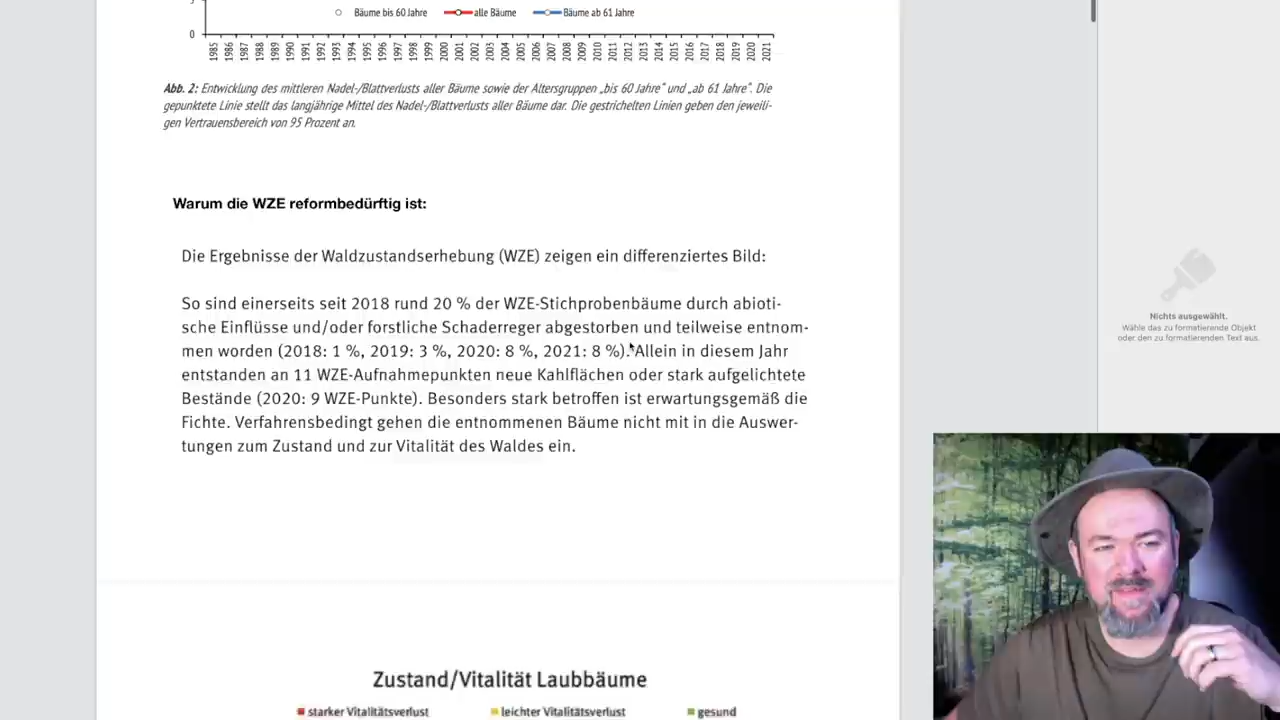 5
Bäume bis 60 Jahre alle Bäume Bäume ab 61 Jahre
0
1985 1986 1987 1988 1989 1990 1991 1992 1993 1994 1995 1996 1997 1998 1999 2000 2001 2002 2003 2004 2005 2006 2007 2008 2009 2010 2011 2012 2013 2014 2015 2016 2017 2018 2019 2020 2021
Abb. 2: Entwicklung des mittleren Nadel-/Blattverlusts aller Bäume sowie der Altersgruppen „bis 60 Jahre" und „ab 61 Jahre". Die
gepunktete Linie stellt das langjährige Mittel des Nadel-/Blattverlusts aller Bäume dar. Die gestrichelten Linien geben den jeweili-
gen Vertrauensbereich von 95 Prozent an.
Warum die WZE reformbedürftig ist:
Die Ergebnisse der Waldzustandserhebung (WZE) zeigen ein differenziertes Bild:
So sind einerseits seit 2018 rund 20 % der WZE-Stichprobenbäume durch abioti-
sche Einflüsse und/oder forstliche Schaderreger abgestorben und teilweise entnom-
men worden (2018: 1 %, 2019: 3 %, 2020: 8 %, 2021: 8 %). Allein in diesem Jahr
entstanden an 11 WZE-Aufnahmepunkten neue Kahlflächen oder stark aufgelichtete
Bestände (2020: 9 WZE-Punkte). Besonders stark betroffen ist erwartungsgemäß die
Fichte. Verfahrensbedingt gehen die entnommenen Bäume nicht mit in die Auswer-
tungen zum Zustand und zur Vitalität des Waldes ein.
Zustand/Vitalität Laubbäume
starker Vitalitätsverlust leichter Vitalitätsverlust gesund
Nichts ausgewählt.
Wähle das zu formatierende Objekt
oder den zu formatierenden Text aus.